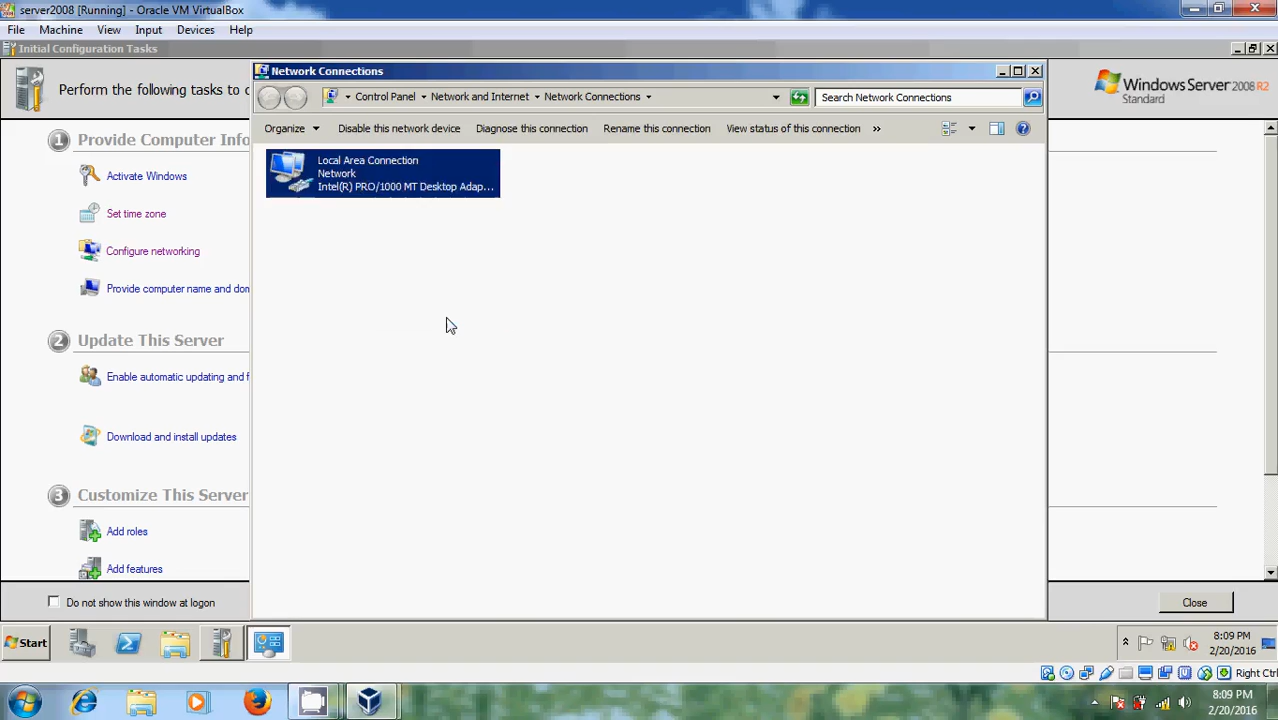 server2008 [Running] - Oracle VM VirtualBox
File Machine View Input Devices Help
Initial Configuration Tasks
Perform the following tasks to c
Windows Server 2008 R2
Standard
Network Connections
Control Panel Network and Internet Network Connections
Search Network Connections
Organize Disable this network device Diagnose this connection Rename this connection View status of this connection »
Local Area Connection
Network
Intel(R) PRO/1000 MT Desktop Adap...
1 Provide Computer Info
Activate Windows
Set time zone
Configure networking
Provide computer name and dom
2 Update This Server
Enable automatic updating and f
Download and install updates
3 Customize This Server
Add roles
Add features
Do not show this window at logon
Close
Start
8:09 PM
2/20/2016
Right Ctrl
8:09 PM
2/20/2016